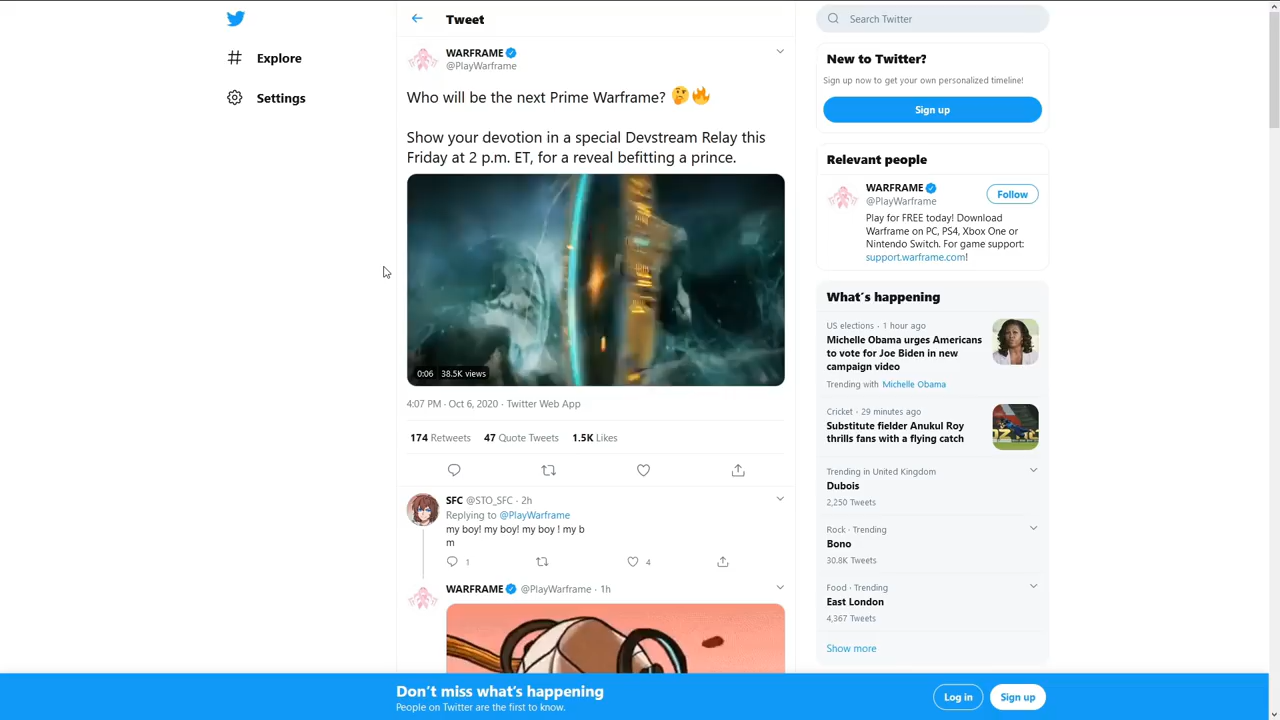 Explore
Settings
Tweet
WARFRAME
@PlayWarframe
Who will be the next Prime Warframe? 🤔🔥
Show your devotion in a special Devstream Relay this
Friday at 2 p.m. ET, for a reveal befitting a prince.
0:06 38.5K views
4:07 PM · Oct 6, 2020 · Twitter Web App
174 Retweets 47 Quote Tweets 1.5K Likes
SFC @STO_SFC · 2h
Replying to @PlayWarframe
my boy! my boy! my boy ! my b
m
1 4
WARFRAME @PlayWarframe · 1h
Search Twitter
New to Twitter?
Sign up now to get your own personalized timeline!
Sign up
Relevant people
WARFRAME
@PlayWarframe
Follow
Play for FREE today! Download
Warframe on PC, PS4, Xbox One or
Nintendo Switch. For game support:
support.warframe.com!
What´s happening
US elections · 1 hour ago
Michelle Obama urges Americans
to vote for Joe Biden in new
campaign video
Trending with Michelle Obama
Cricket · 29 minutes ago
Substitute fielder Anukul Roy
thrills fans with a flying catch
Trending in United Kingdom
Dubois
2,250 Tweets
Rock · Trending
Bono
30.8K Tweets
Food · Trending
East London
4,367 Tweets
Show more
Don't miss what's happening
People on Twitter are the first to know.
Log in
Sign up